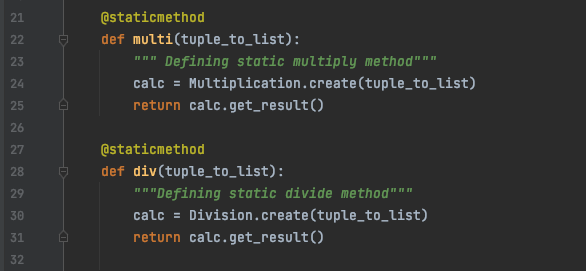 21 @staticmethod
22 def multi(tuple_to_list):
23 """ Defining static multiply method"""
24 calc = Multiplication.create(tuple_to_list)
25 return calc.get_result()
26
27 @staticmethod
28 def div(tuple_to_list):
29 """Defining static divide method"""
30 calc = Division.create(tuple_to_list)
31 return calc.get_result()
32